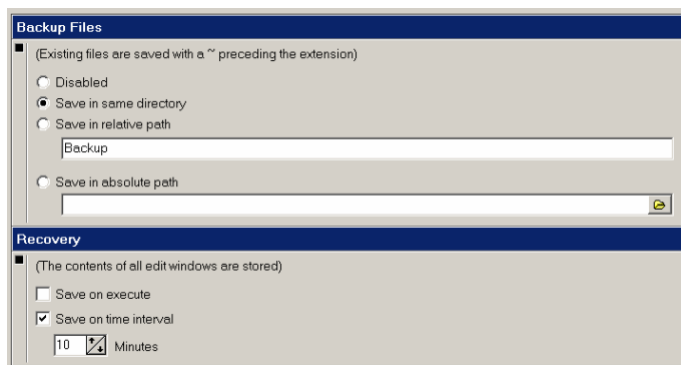 Backup Files
(Existing files are saved with a ~ preceding the extension)
Disabled
Save in same directory
Save in relative path
Backup
Save in absolute path
Recovery
(The contents of all edit windows are stored)
Save on execute
Save on time interval
10 Minutes